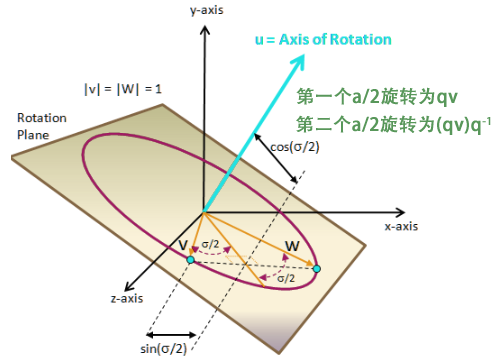 y-axis
u = Axis of Rotation
|v| = |W| = 1
第一个a/2旋转为qv
第二个a/2旋转为(qv)q⁻¹
Rotation
Plane
cos(σ/2)
x-axis
V
σ/2
W
σ/2
z-axis
sin(σ/2)